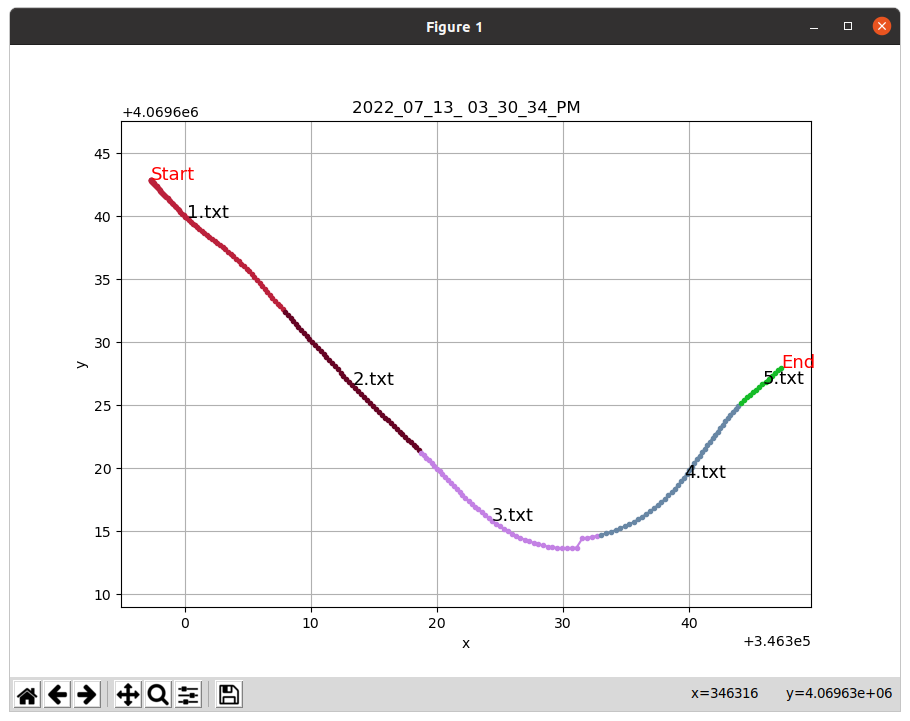 Figure 1
+4.0696e6
2022_07_13_ 03_30_34_PM
45
40
35
30
25
20
15
10
y
Start
1.txt
2.txt
3.txt
4.txt
5.txt
End
0
10
20
30
40
x
+3.463e5
x=346316 y=4.06963e+06